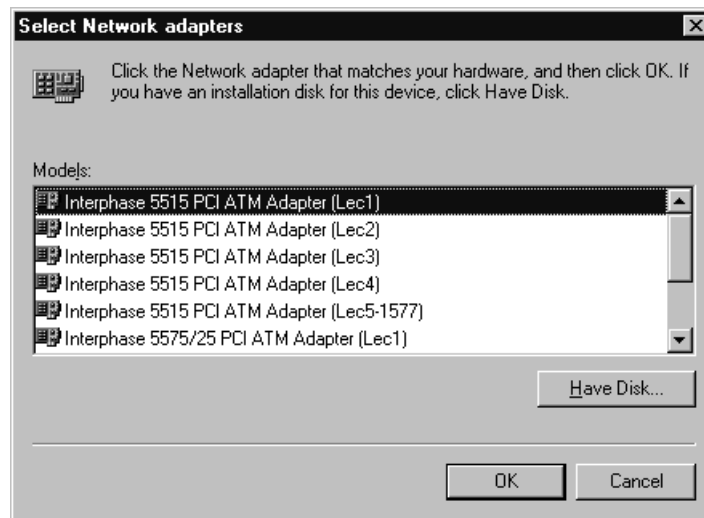 Select Network adapters
Click the Network adapter that matches your hardware, and then click OK. If
you have an installation disk for this device, click Have Disk.
Models:
Interphase 5515 PCI ATM Adapter (Lec1)
Interphase 5515 PCI ATM Adapter (Lec2)
Interphase 5515 PCI ATM Adapter (Lec3)
Interphase 5515 PCI ATM Adapter (Lec4)
Interphase 5515 PCI ATM Adapter (Lec5-1577)
Interphase 5575/25 PCI ATM Adapter (Lec1)
Have Disk...
OK Cancel